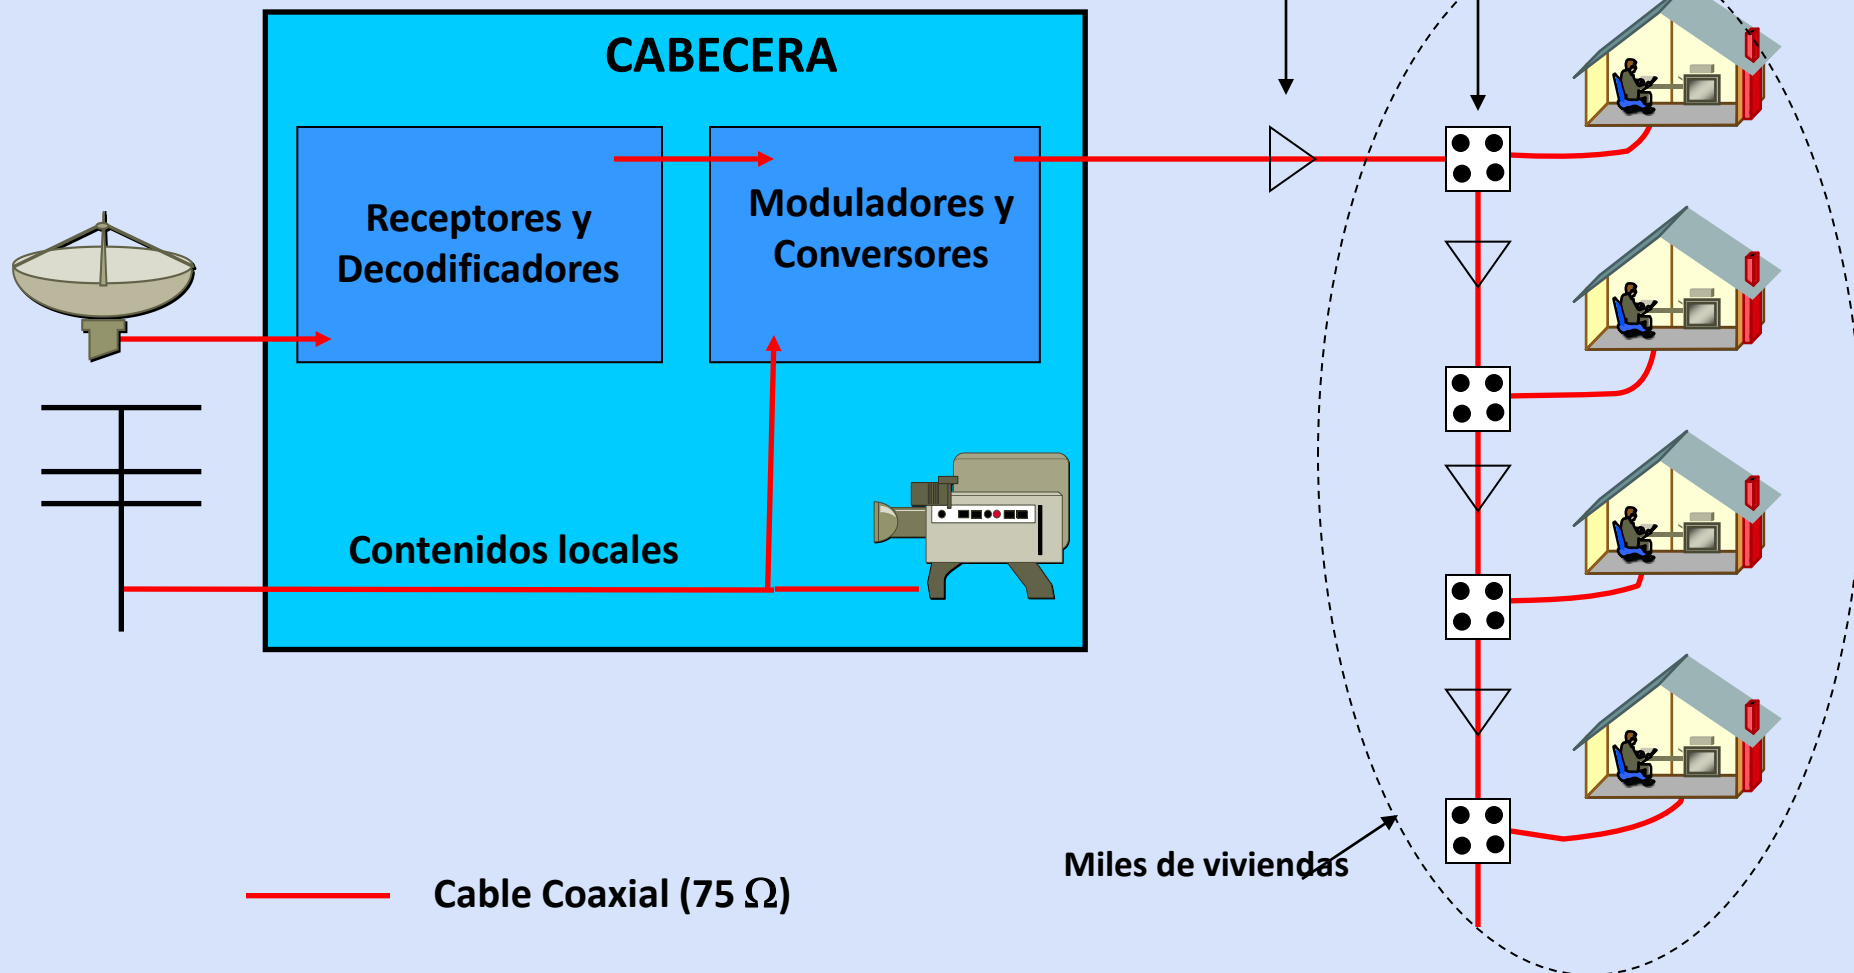 CABECERA
Receptores y
Decodificadores
Moduladores y
Conversores
Contenidos locales
Miles de viviendas
Cable Coaxial (75 Ω)